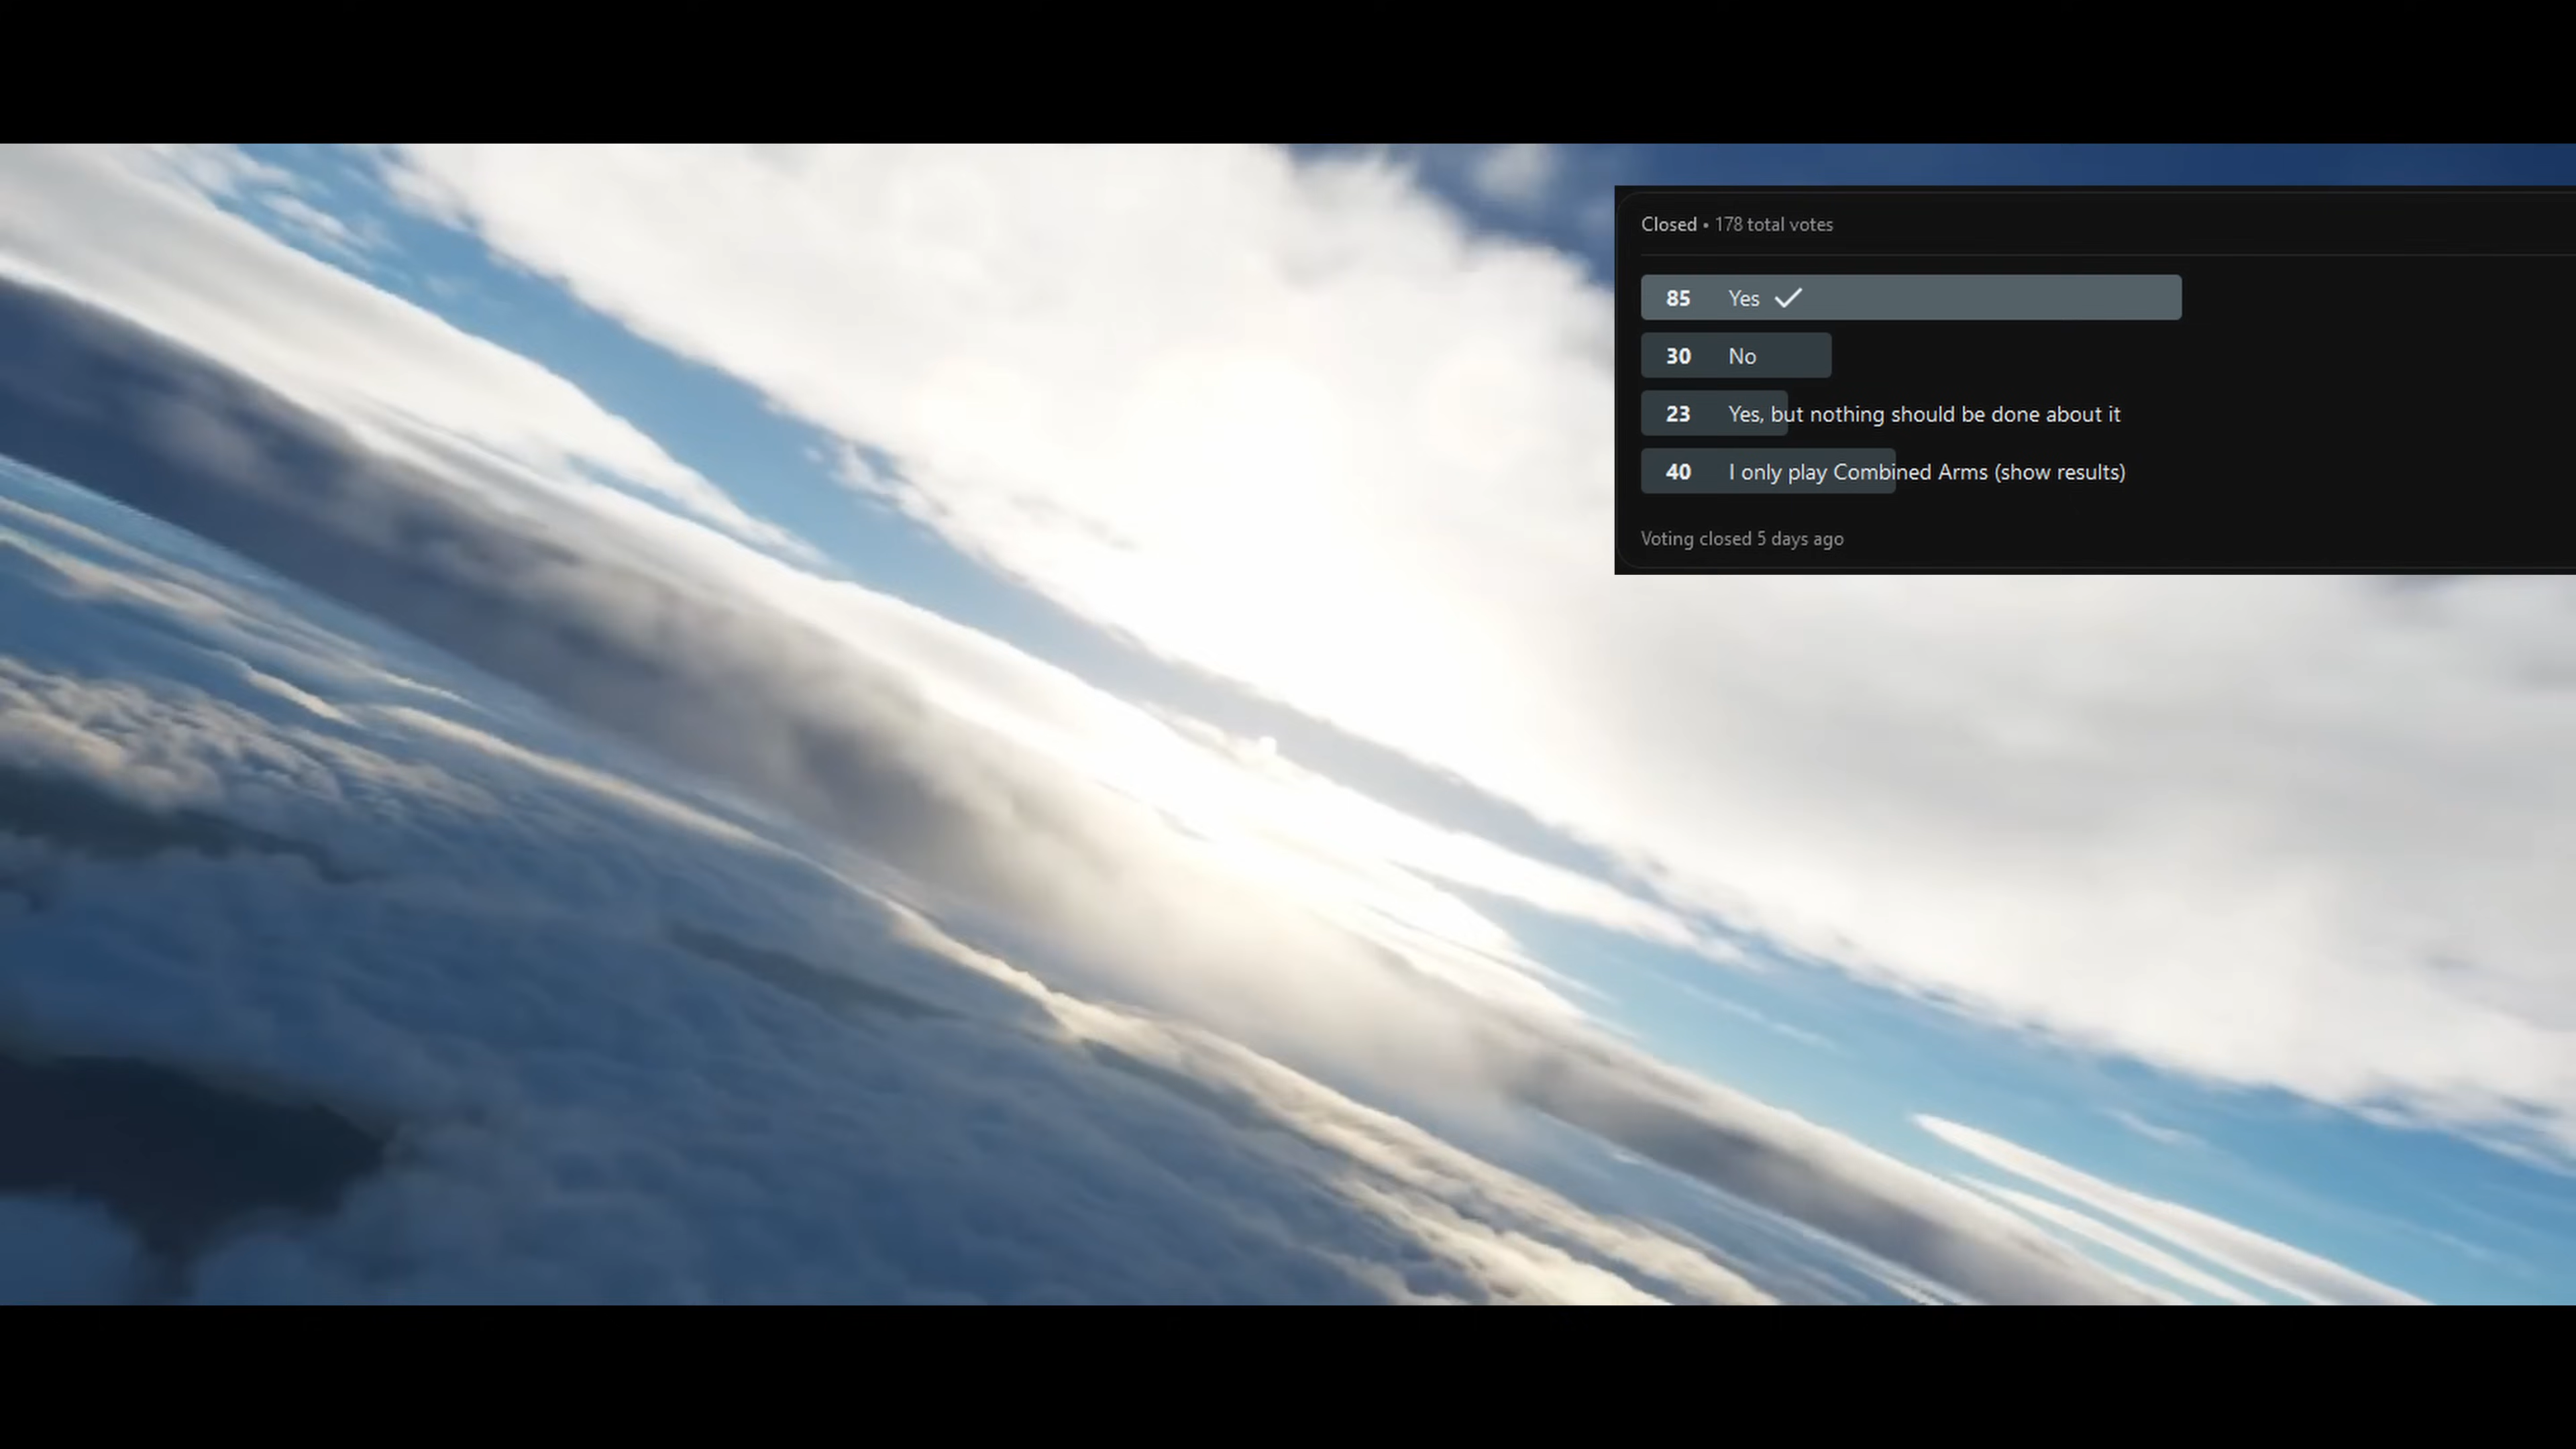 Closed • 178 total votes
85 Yes
30 No
23 Yes, but nothing should be done about it
40 I only play Combined Arms (show results)
Voting closed 5 days ago